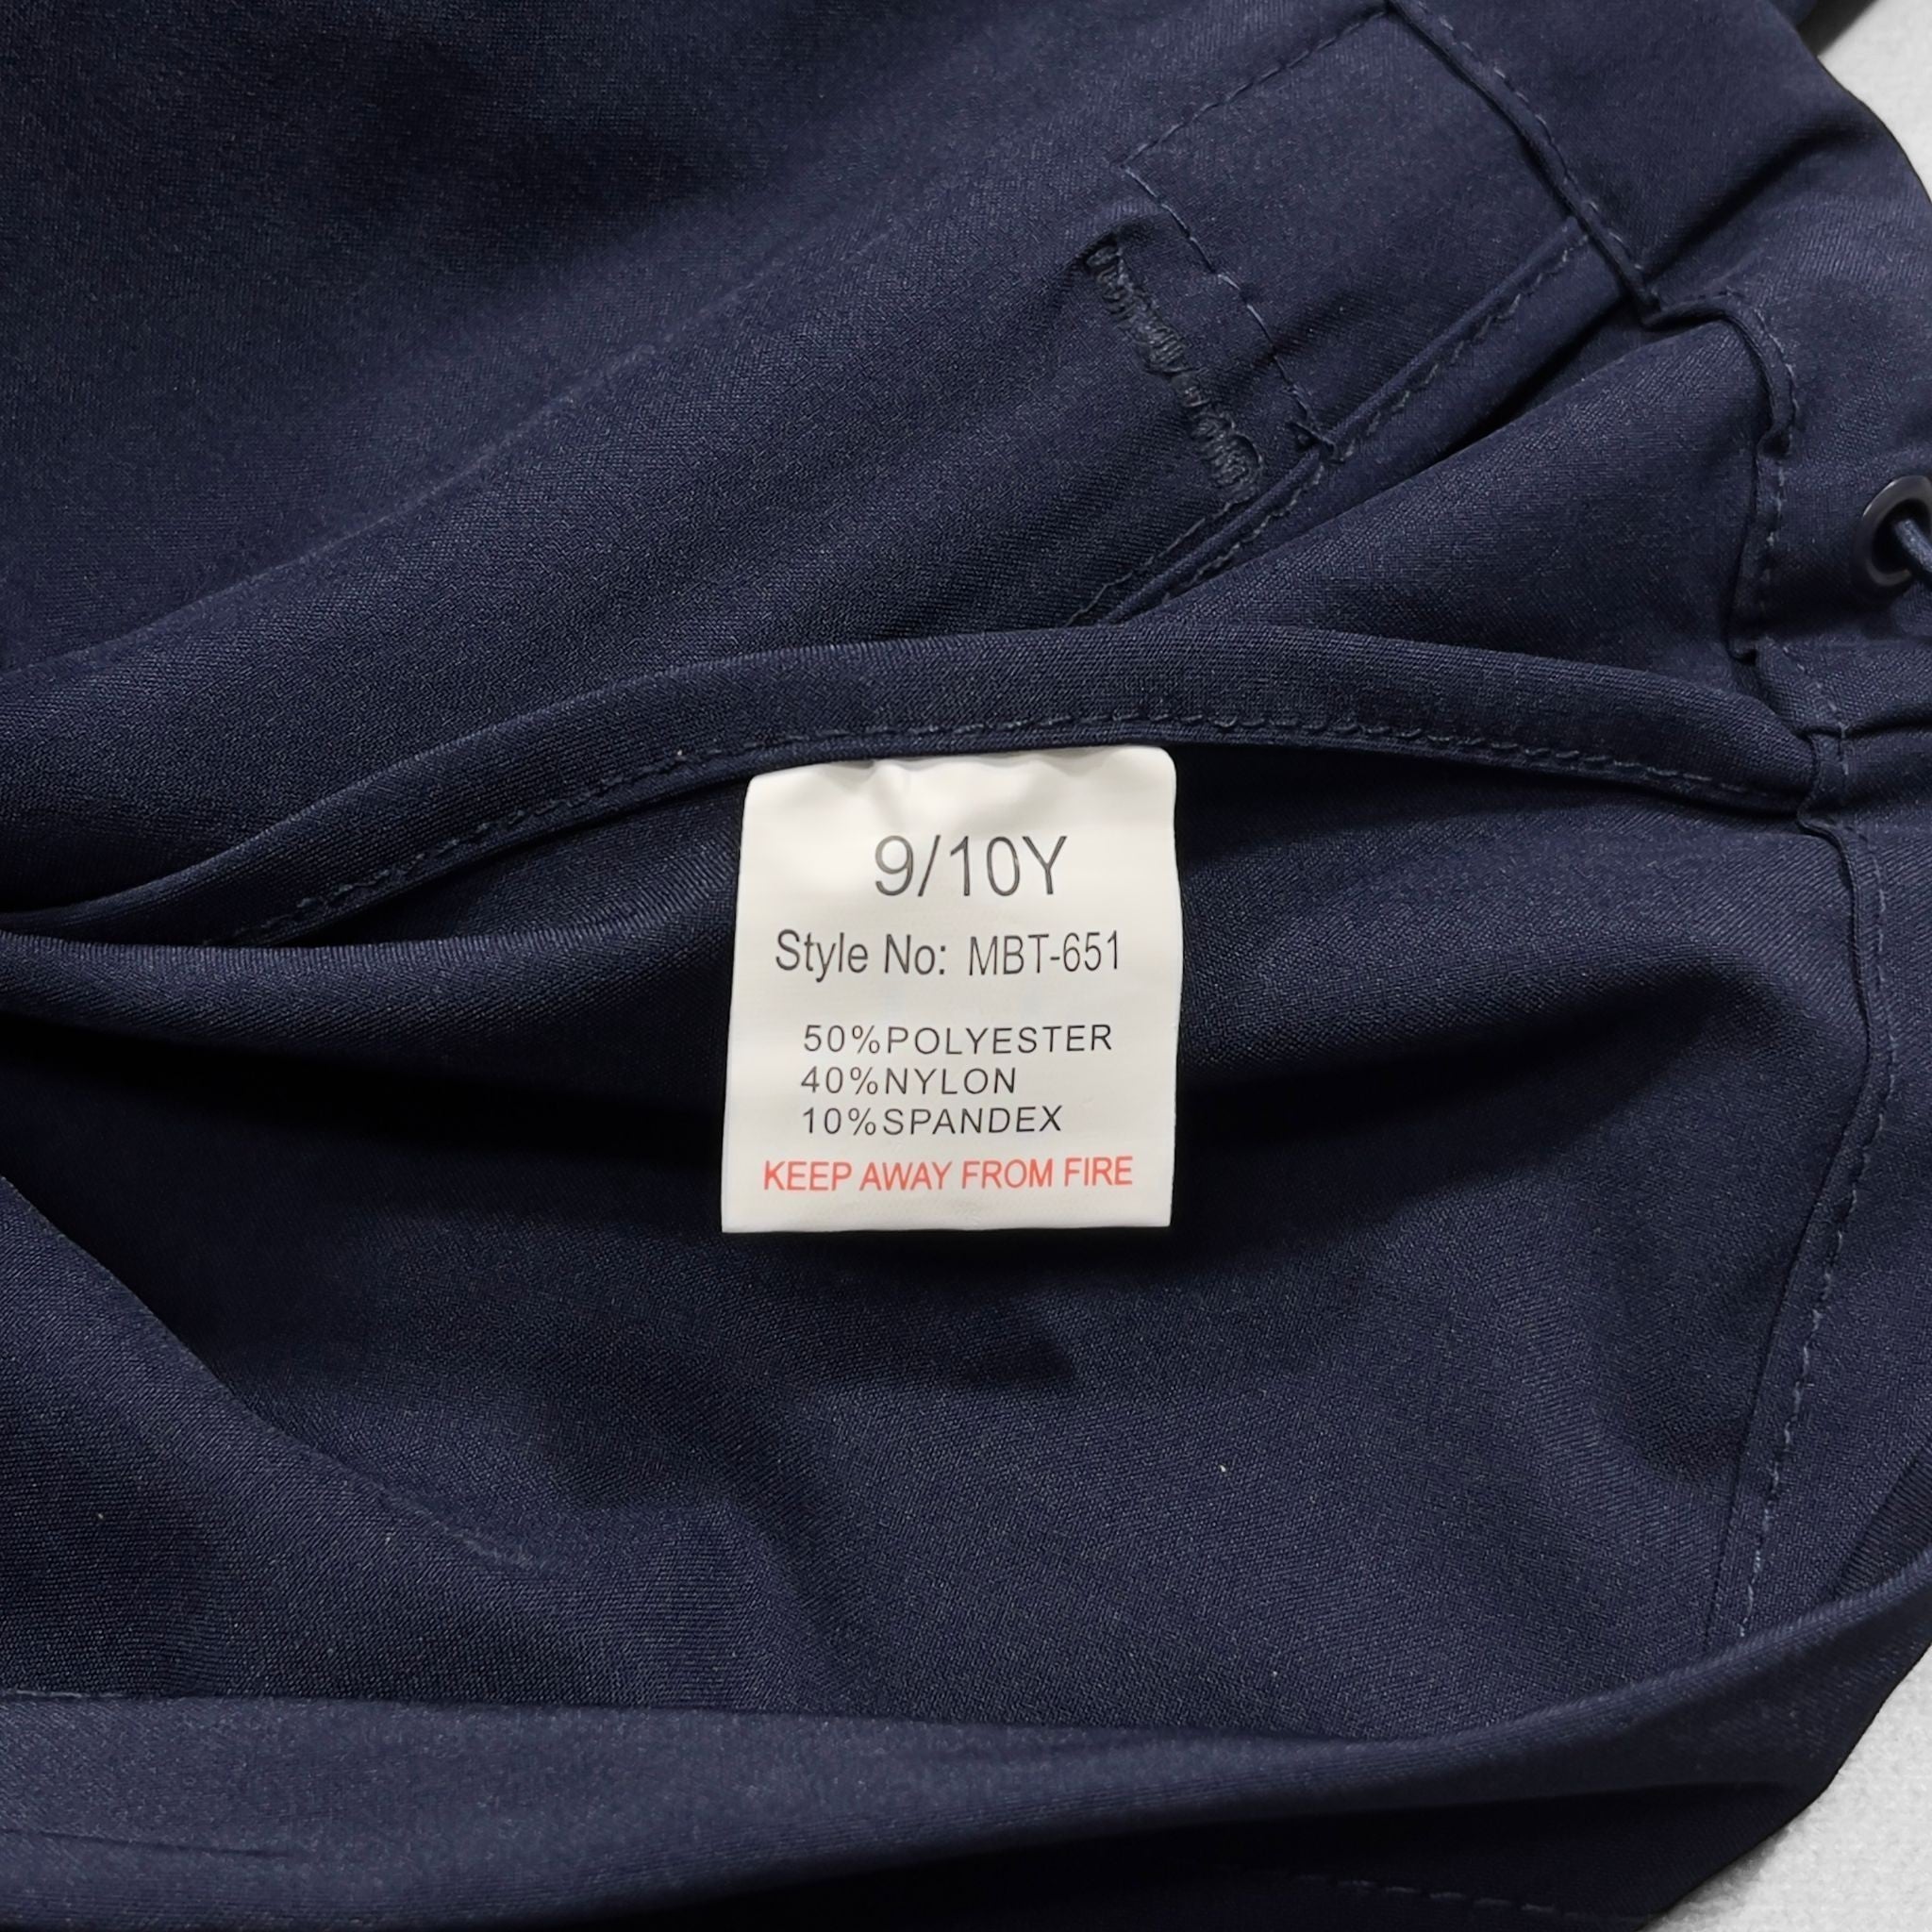 9/10Y
Style No: MBT-651
50%POLYESTER
40%NYLON
10%SPANDEX
KEEP AWAY FROM FIRE